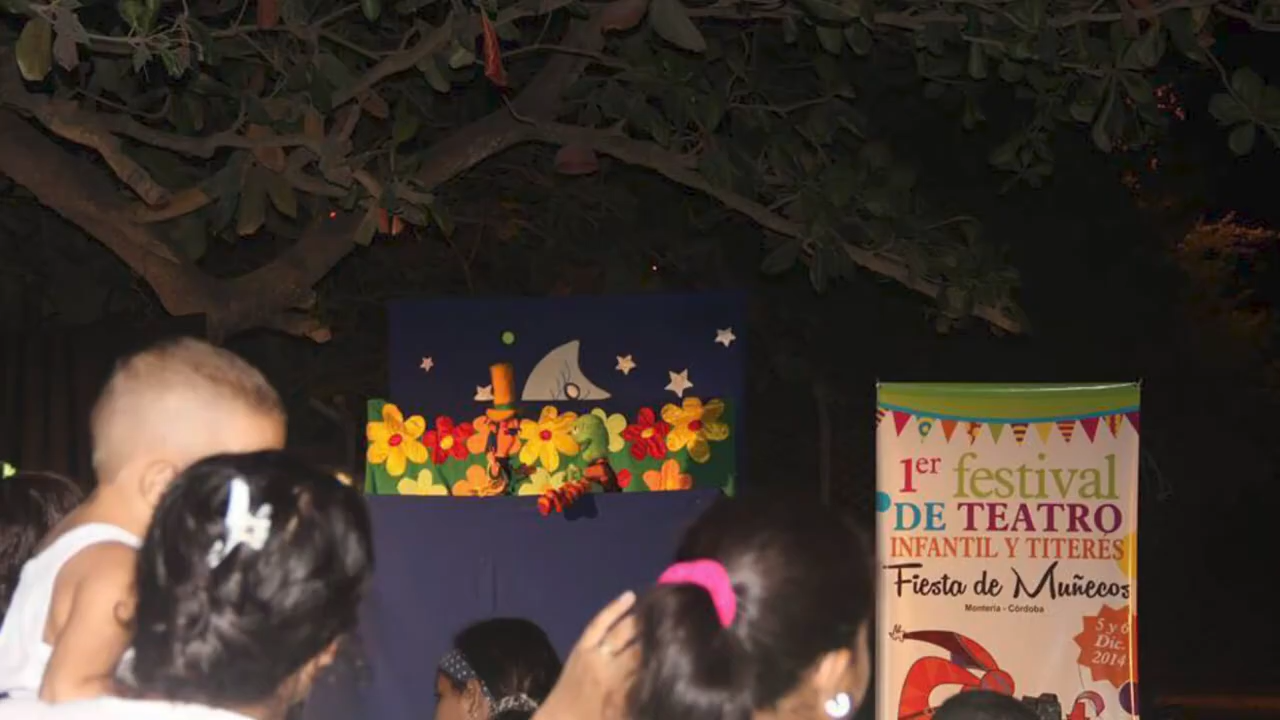 1er festival
DE TEATRO
INFANTIL Y TITERES
Fiesta de Muñecos
Montería - Córdoba
5 y 6
Dic.
2014